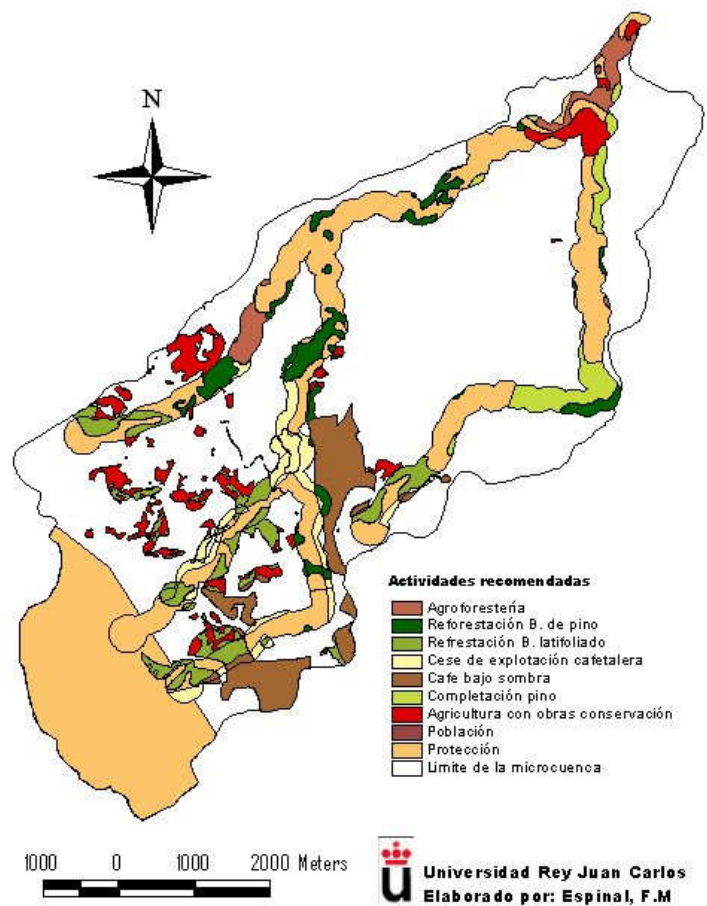 N
Actividades recomendadas
Agroforestería
Reforestación B. de pino
Refrestación B. latifoliado
Cese de explotación cafetalera
Cafe bajo sombra
Completación pino
Agricultura con obras conservación
Población
Protección
Limite de la microcuenca
1000 0 1000 2000 Meters
Universidad Rey Juan Carlos
Elaborado por: Espinal, F.M